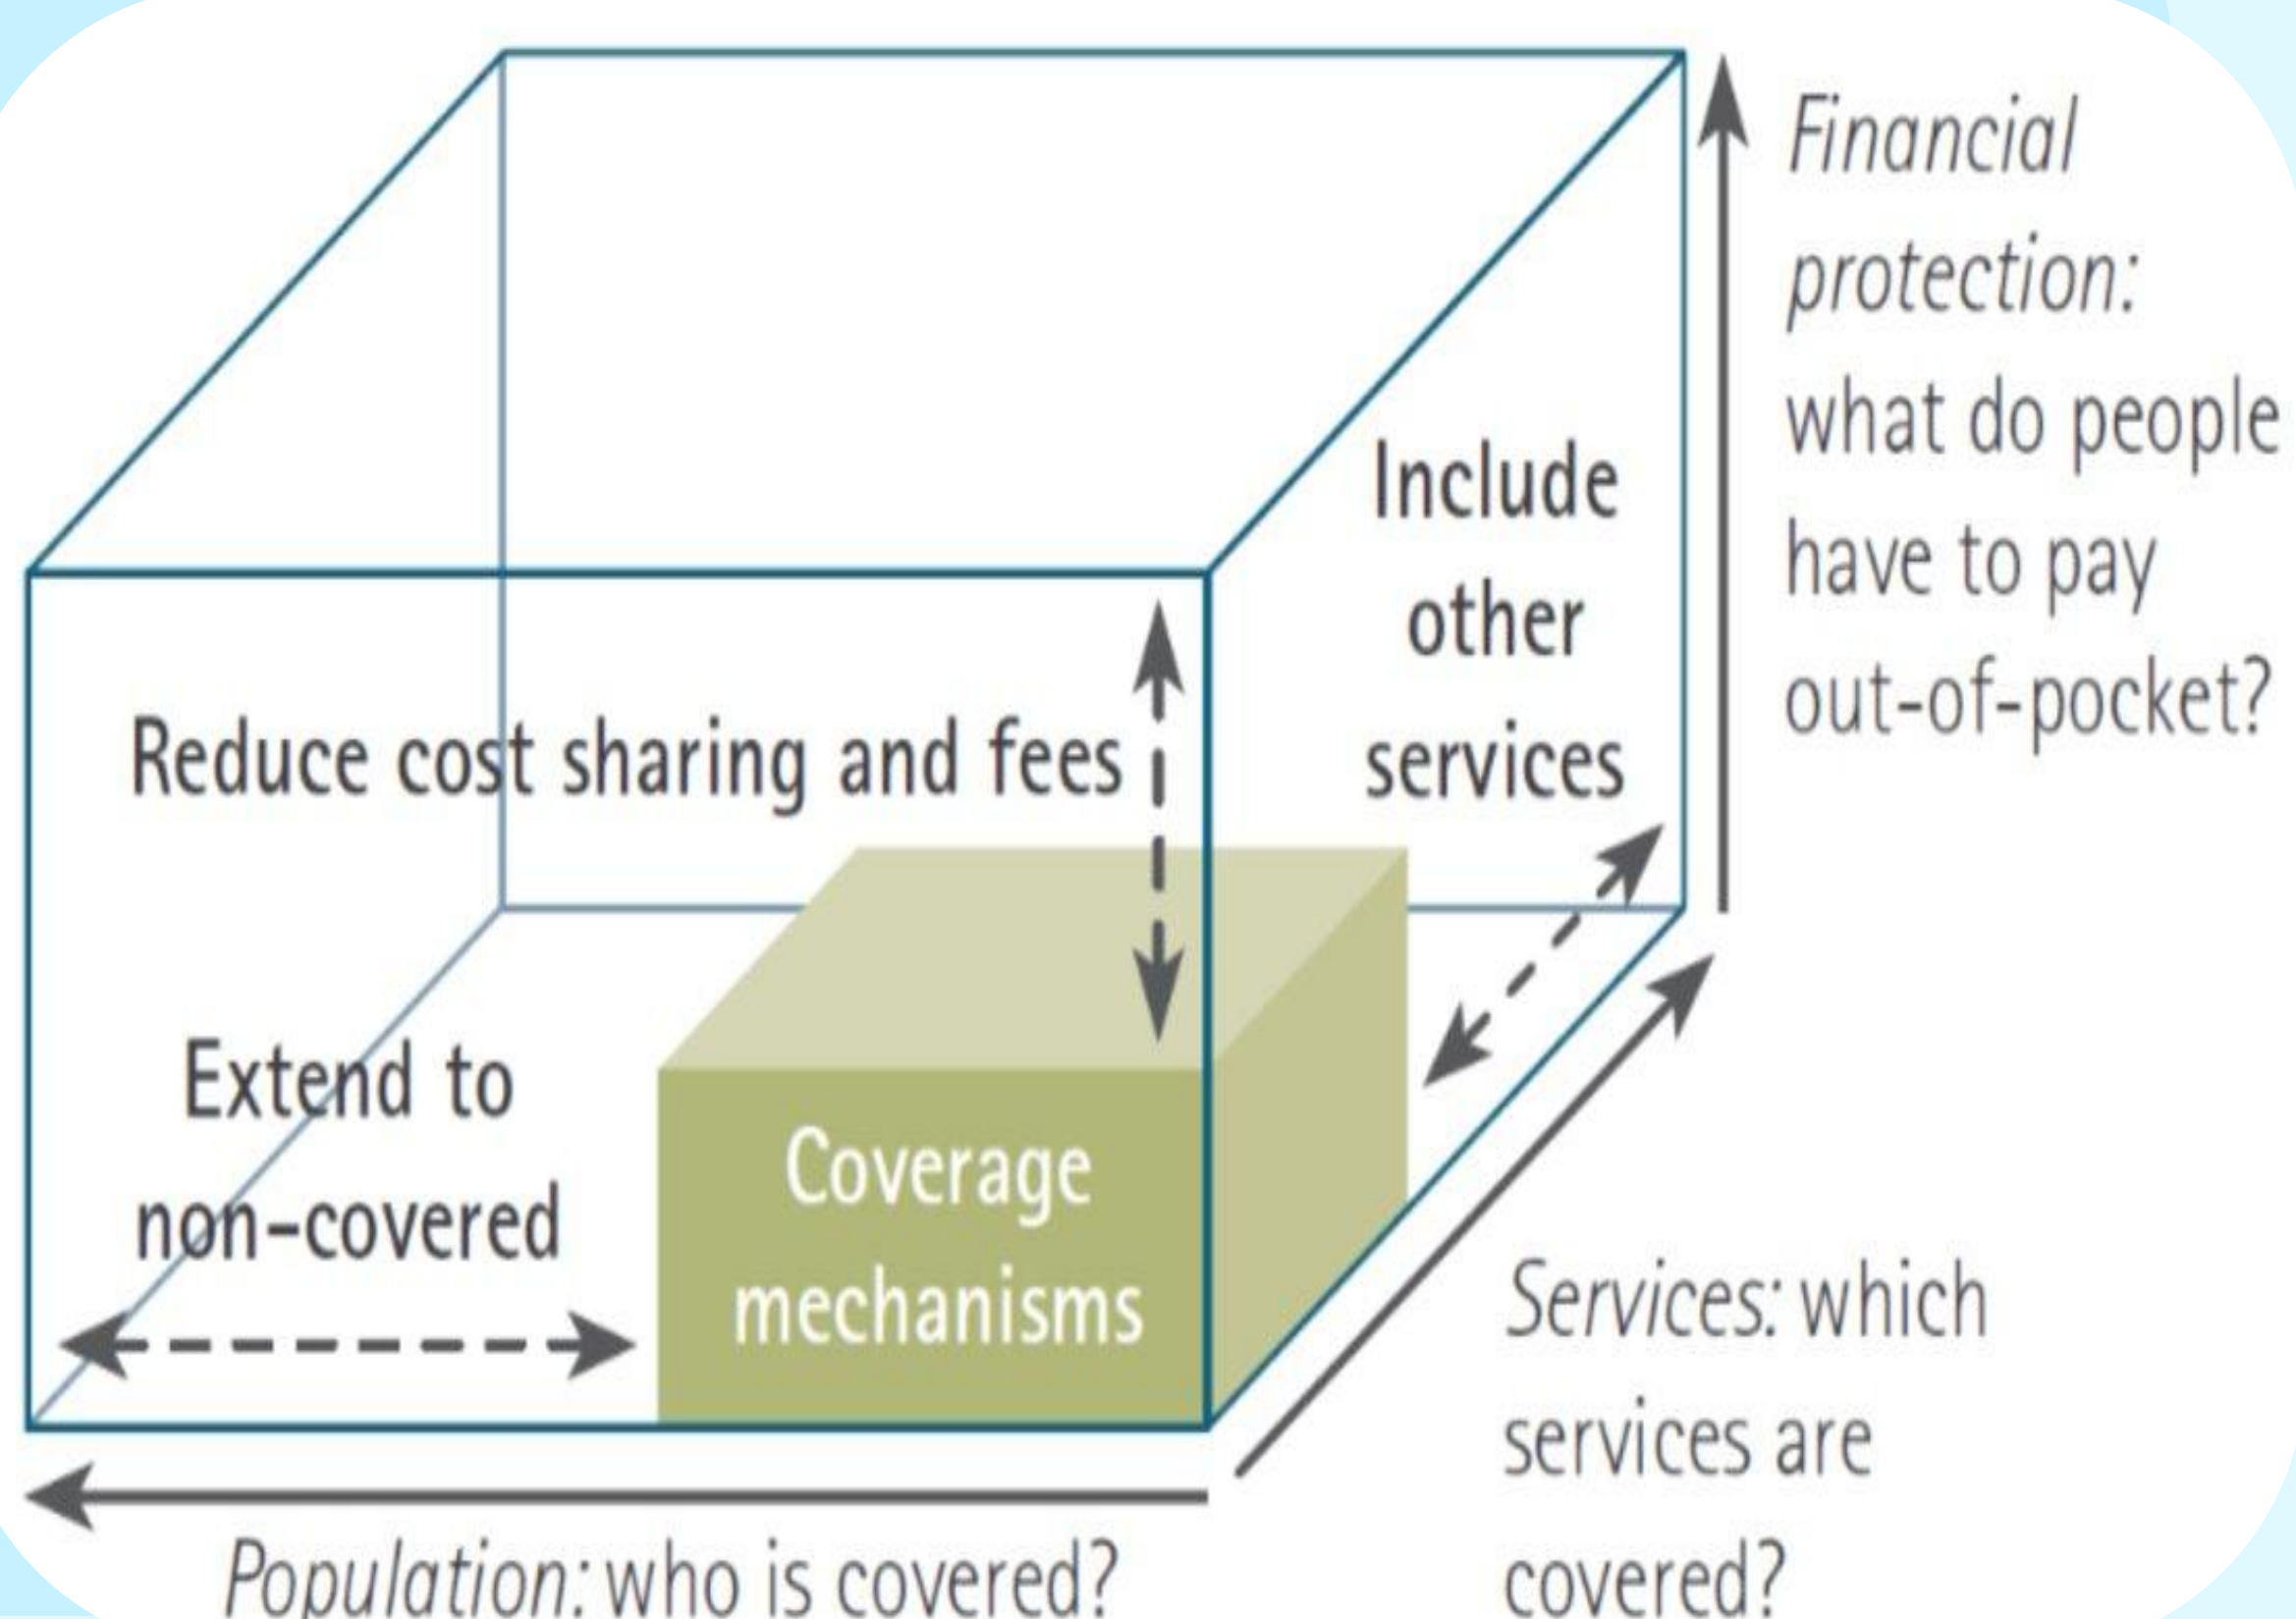 Financial
protection:
what do people
have to pay
out-of-pocket?
Include
other
services
Reduce cost sharing and fees
Extend to
non-covered
Coverage
mechanisms
Services: which
services are
covered?
Population: who is covered?